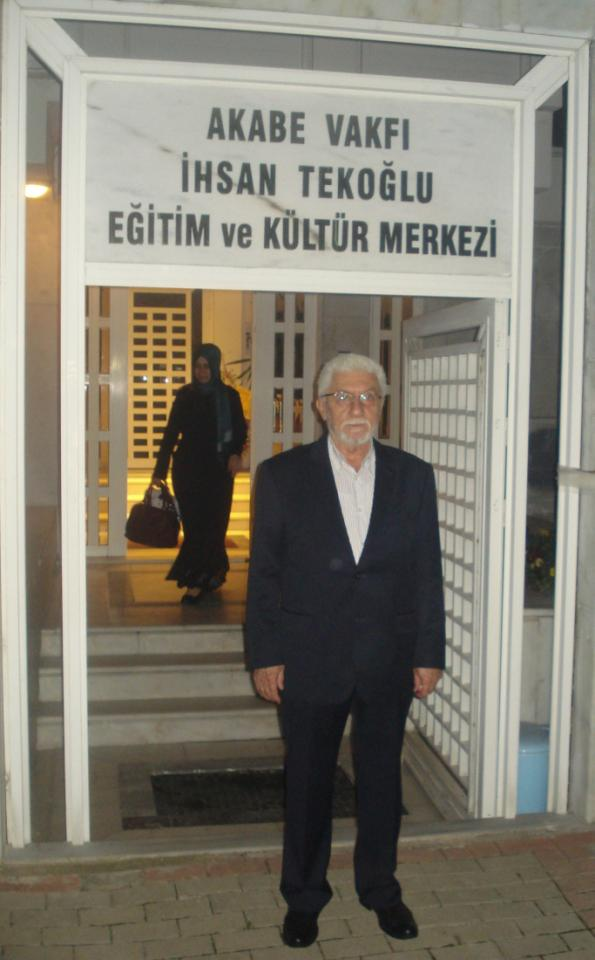 AKABE VAKFI
İHSAN TEKOĞLU
EĞİTİM ve KÜLTÜR MERKEZİ